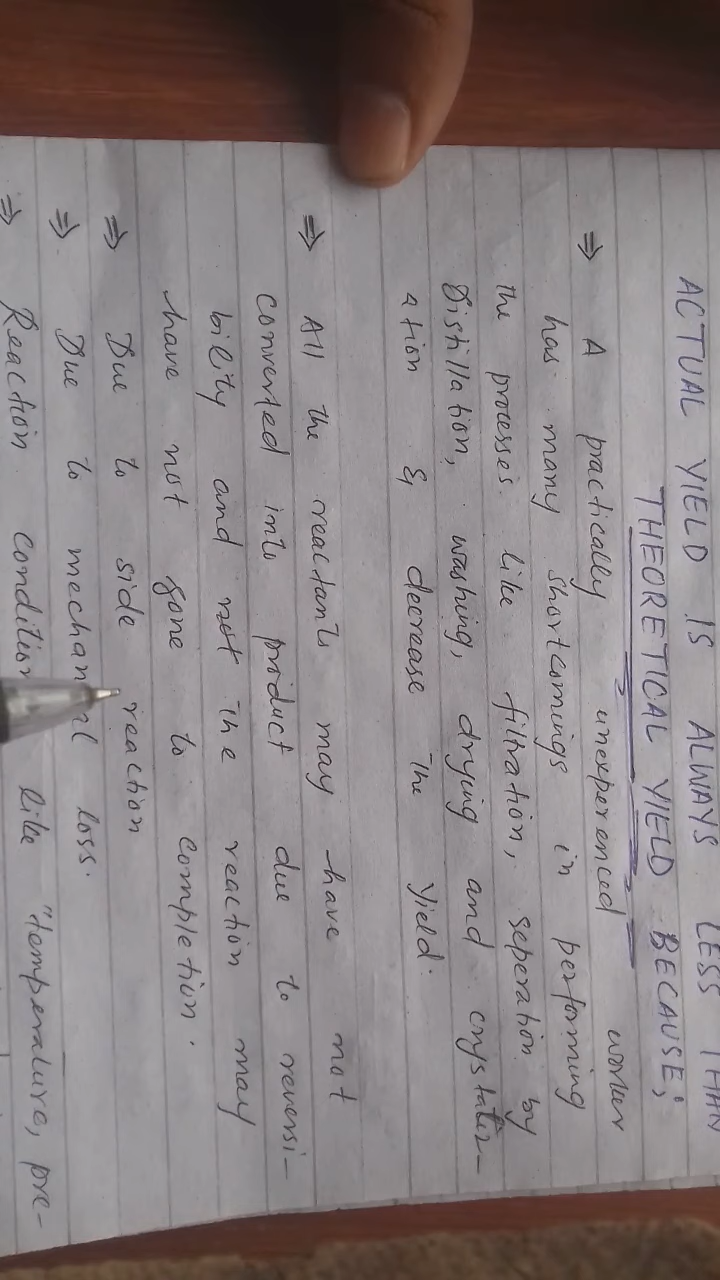 ACTUAL YIELD IS ALWAYS LESS THAN
THEORETICAL YIELD BECAUSE;
⇒ A practically unexperenced worker
has many shortcomings in performing
the processes like filtration, seperation by
Distillation, washing, drying and crystaliz-
ation & decrease the yield.
⇒ All the reactants may have not
converted into product due to reversi-
bility and not the reaction may
have not gone to completion.
⇒ Due to side reaction
⇒ Due to loss.
⇒ Reaction like "temperature, pre-